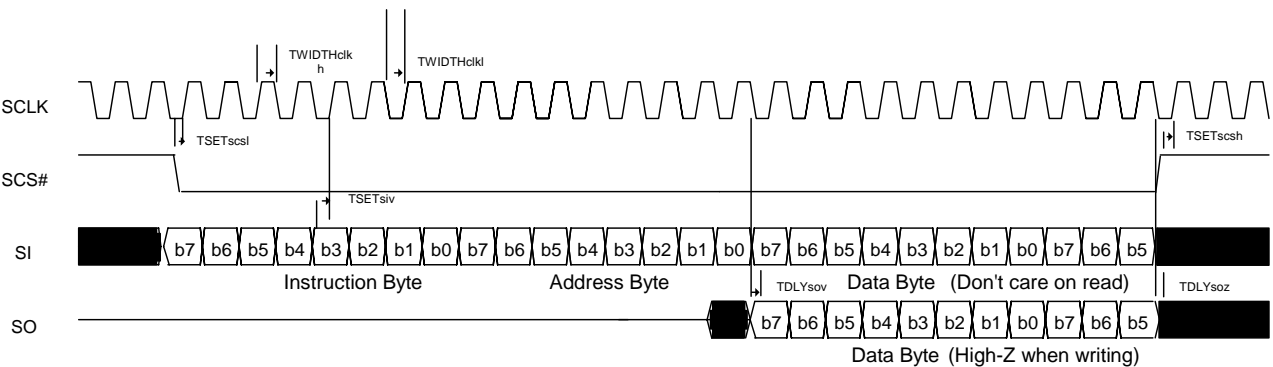 TWIDTHclk
h
TWIDTHclkl
SCLK
TSETscsl
TSETscsh
SCS#
TSETsiv
SI b7 b6 b5 b4 b3 b2 b1 b0 b7 b6 b5 b4 b3 b2 b1 b0 b7 b6 b5 b4 b3 b2 b1 b0 b7 b6 b5
Instruction Byte Address Byte Data Byte (Don't care on read)
TDLYsov TDLYsoz
SO b7 b6 b5 b4 b3 b2 b1 b0 b7 b6 b5
Data Byte (High-Z when writing)